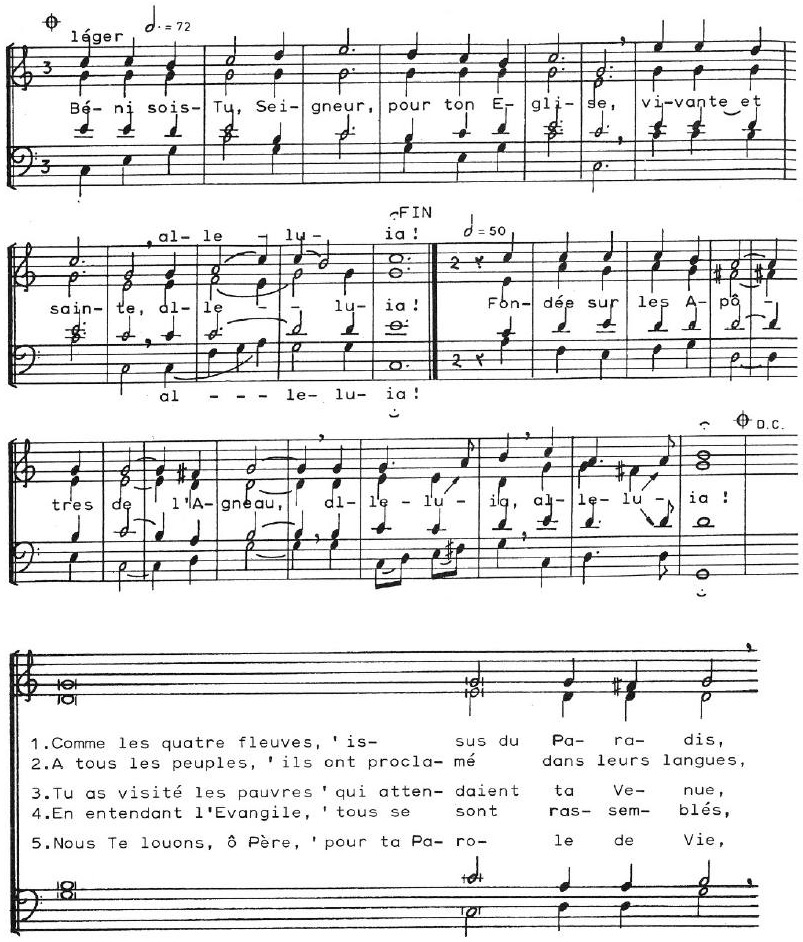 léger = 72
3
Bé- ni sois- Tu, Sei- gneur, pour ton E- gli- se, vi-vante et
3
FIN
al- le - lu- ia!
= 50
2
sain- te, al- le - - lu- ia! Fon- dée sur les A- pô -
2
al - - - le- lu- ia!
D.C.
tres de l'A- gneau, al- le - lu - ia, al- le- lu - ia !
1.Comme les quatre fleuves, ' is- sus du Pa- ra- dis,
2.A tous les peuples, ' ils ont procla- mé dans leurs langues,
3.Tu as visité les pauvres ' qui atten- daient ta Ve- nue,
4.En entendant l'Evangile, ' tous se sont ras- sem- blés,
5.Nous Te louons, ô Père, ' pour ta Pa- ro- le de Vie,